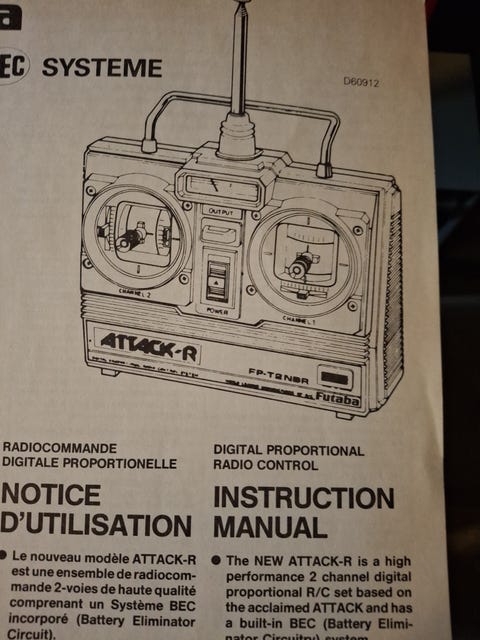 a
BEC SYSTEME
D60912
OUTPUT
CHANNEL 2
POWER
CHANNEL 1
ATTACK-R
FP-T2NBR
Futaba
RADIOCOMMANDE
DIGITALE PROPORTIONELLE
NOTICE
D'UTILISATION
● Le nouveau modèle ATTACK-R
est une ensemble de radiocom-
mande 2-voies de haute qualité
comprenant un Système BEC
incorporé (Battery Eliminator
Circuit).
DIGITAL PROPORTIONAL
RADIO CONTROL
INSTRUCTION
MANUAL
● The NEW ATTACK-R is a high
performance 2 channel digital
proportional R/C set based on
the acclaimed ATTACK and has
a built-in BEC (Battery Elimi-
nator Circuitry) system